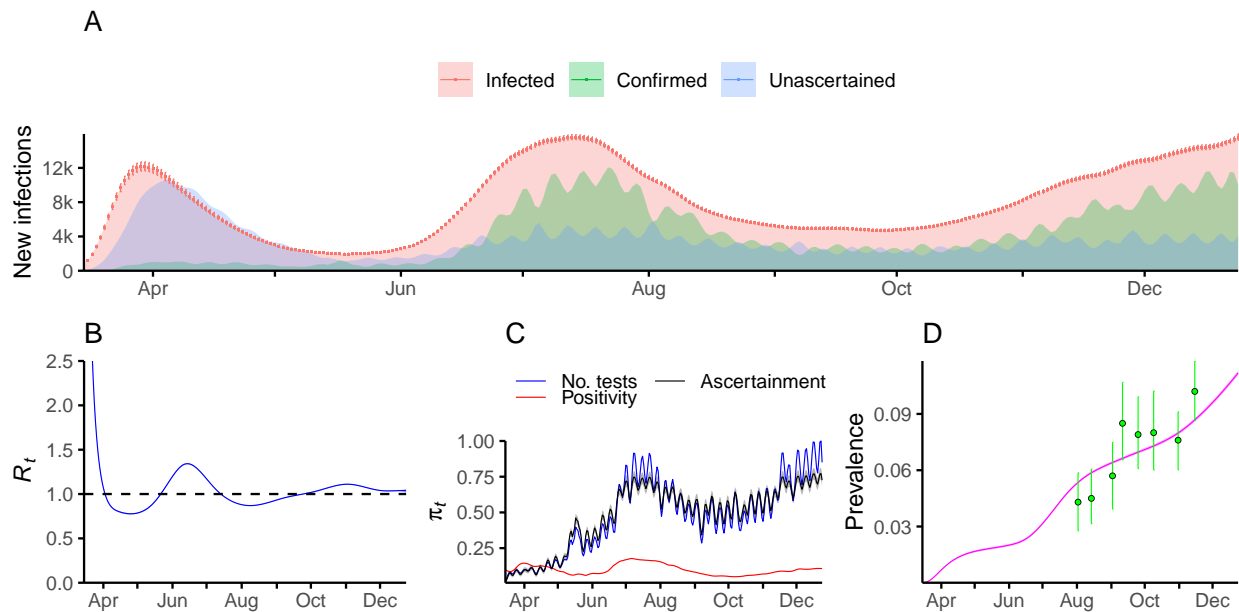 A
Infected Confirmed Unascertained
New infections
12k
8k
4k
0
Apr Jun Aug Oct Dec
B
R_t
2.5
2.0
1.5
1.0
0.5
0.0
Apr Jun Aug Oct Dec
C
No. tests Ascertainment
Positivity
π_t
1.00
0.75
0.50
0.25
Apr Jun Aug Oct Dec
D
Prevalence
0.09
0.06
0.03
Apr Jun Aug Oct Dec